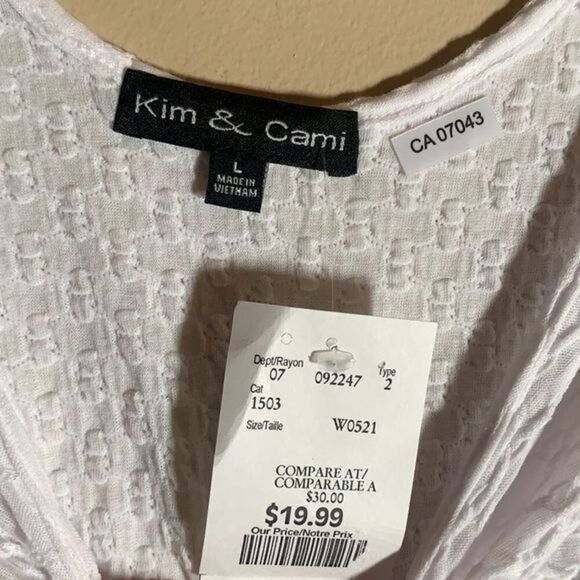 Kim & Cami
L
MADE IN
VIETNAM
CA 07043
Dept/Rayon
07
092247
Type
2
Cat
1503
Size/Taille
W0521
COMPARE AT/
COMPARABLE A
$30.00
$19.99
Our Price/Notre Prix